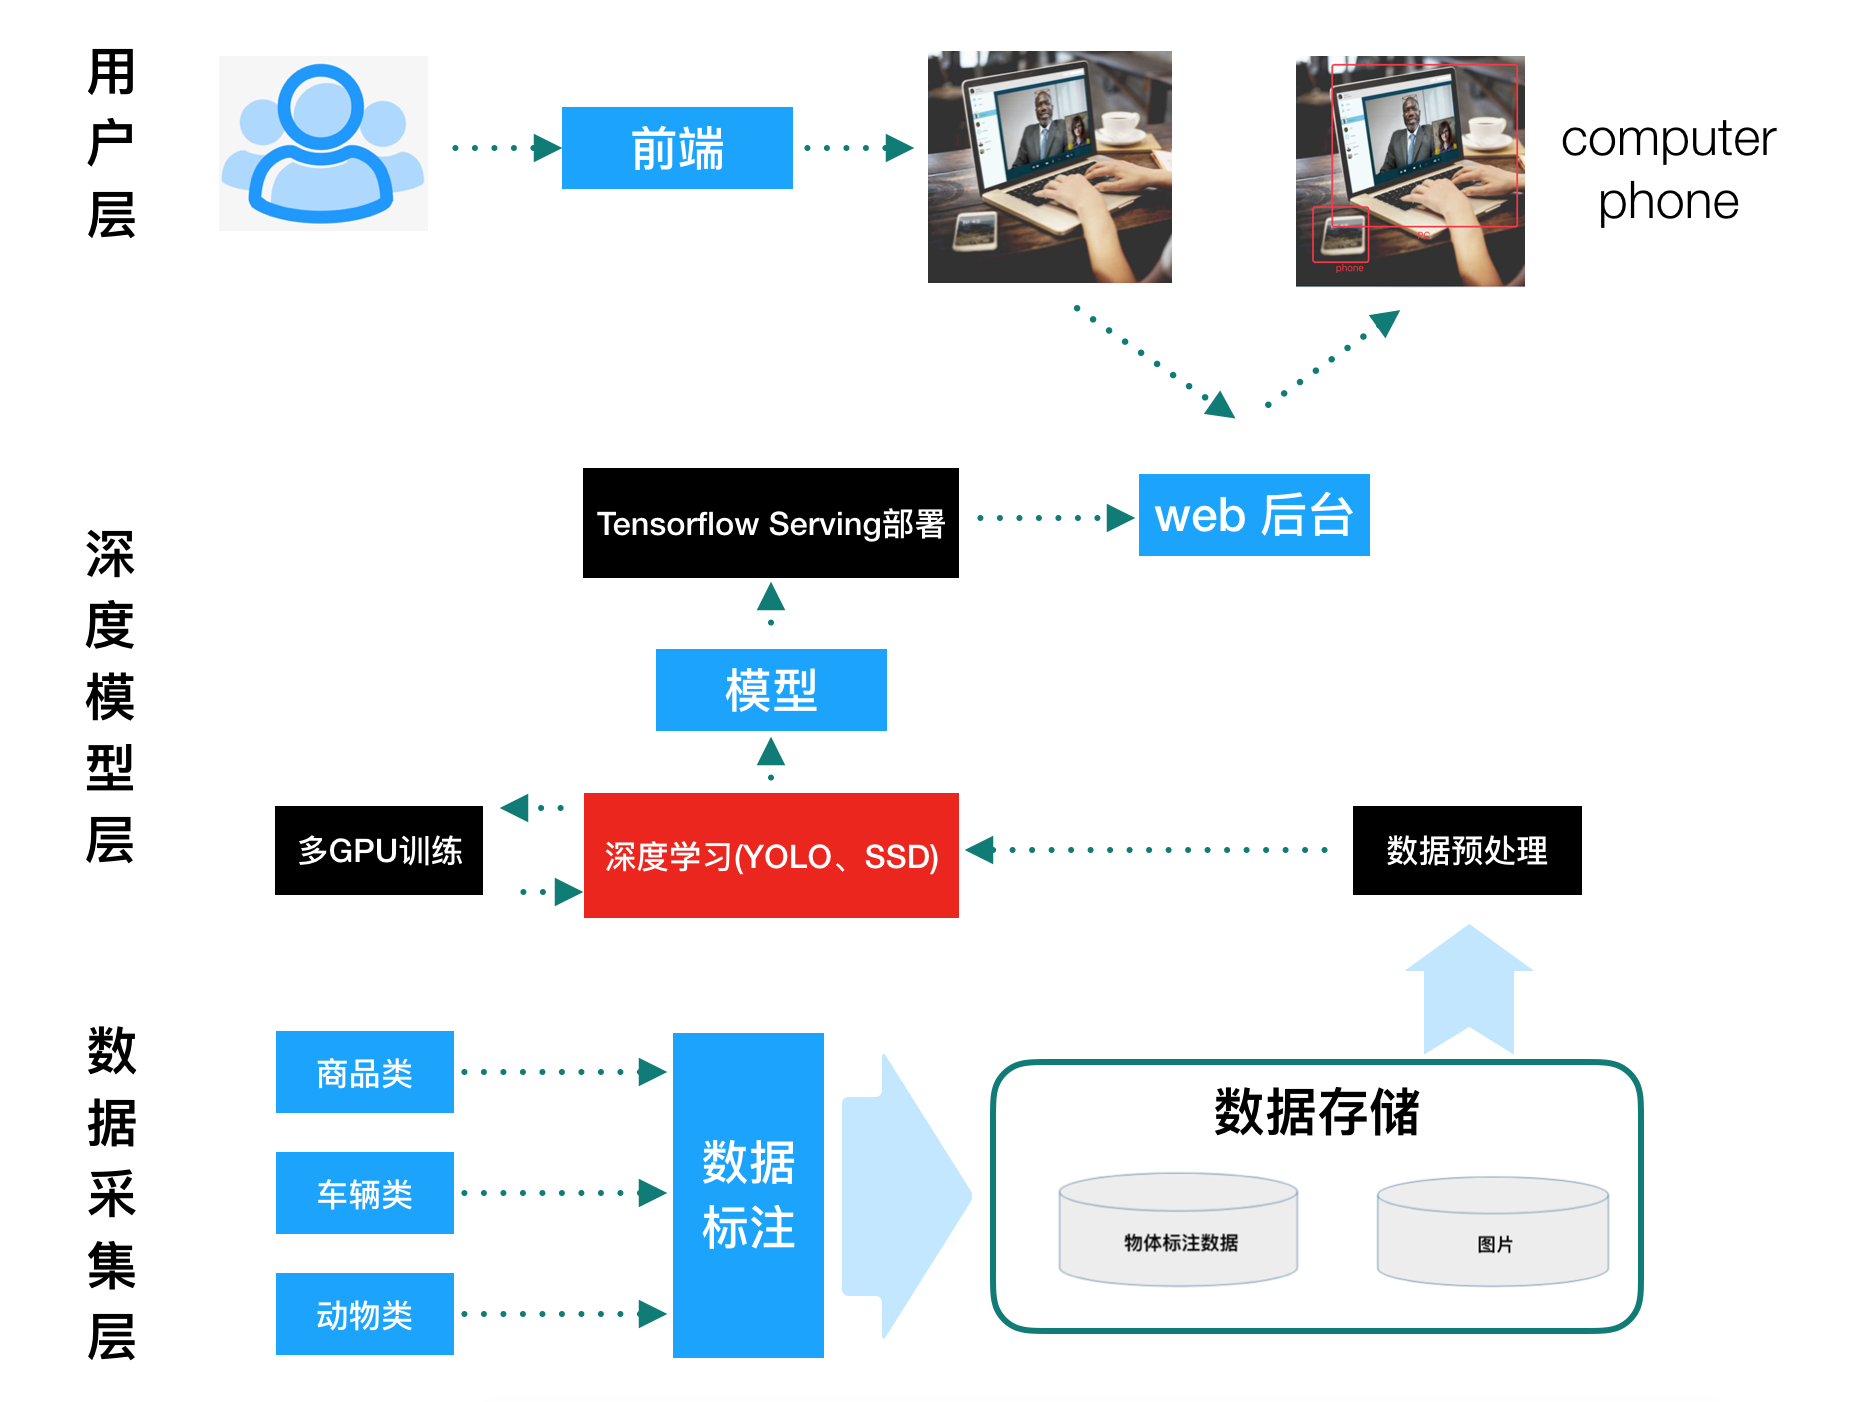 用户层
前端
computer
phone
PC
phone
深度模型层
Tensorflow Serving部署
web 后台
模型
多GPU训练
深度学习(YOLO、SSD)
数据预处理
数据采集层
商品类
车辆类
动物类
数据
标注
数据存储
物体标注数据
图片